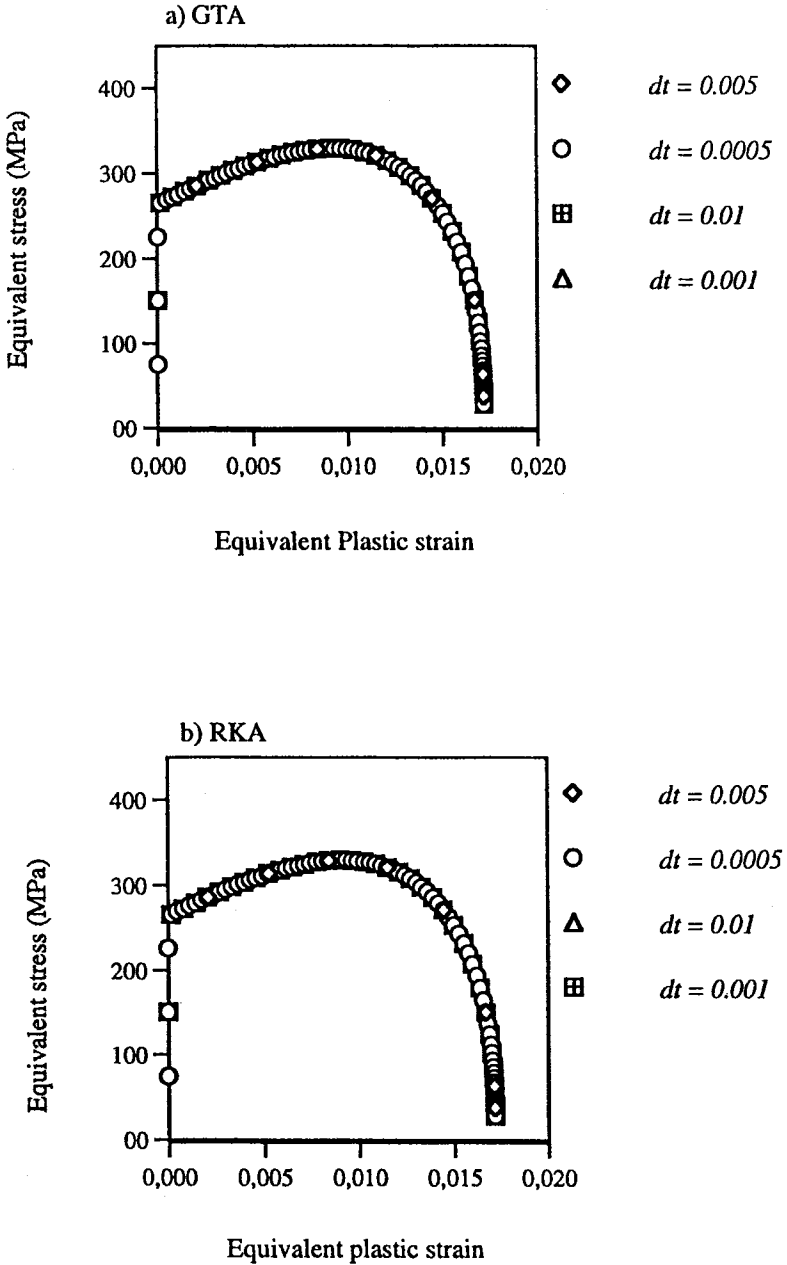 a) GTA
Equivalent stress (MPa)
400
300
200
100
00
0,000 0,005 0,010 0,015 0,020
Equivalent Plastic strain
dt = 0.005
dt = 0.0005
dt = 0.01
dt = 0.001
b) RKA
Equivalent stress (MPa)
400
300
200
100
00
0,000 0,005 0,010 0,015 0,020
Equivalent plastic strain
dt = 0.005
dt = 0.0005
dt = 0.01
dt = 0.001